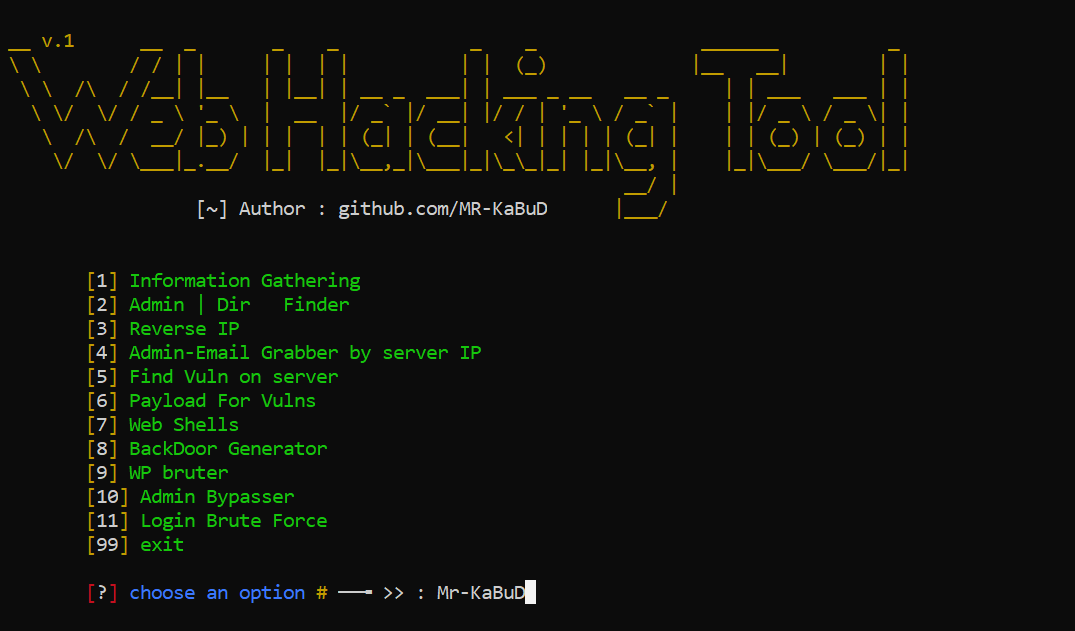 v.1
Web Hacking Tool
[~] Author : github.com/MR-KaBuD
[1] Information Gathering
[2] Admin | Dir   Finder
[3] Reverse IP
[4] Admin-Email Grabber by server IP
[5] Find Vuln on server
[6] Payload For Vulns
[7] Web Shells
[8] BackDoor Generator
[9] WP bruter
[10] Admin Bypasser
[11] Login Brute Force
[99] exit
[?] choose an option # ──╼ >> : Mr-KaBuD